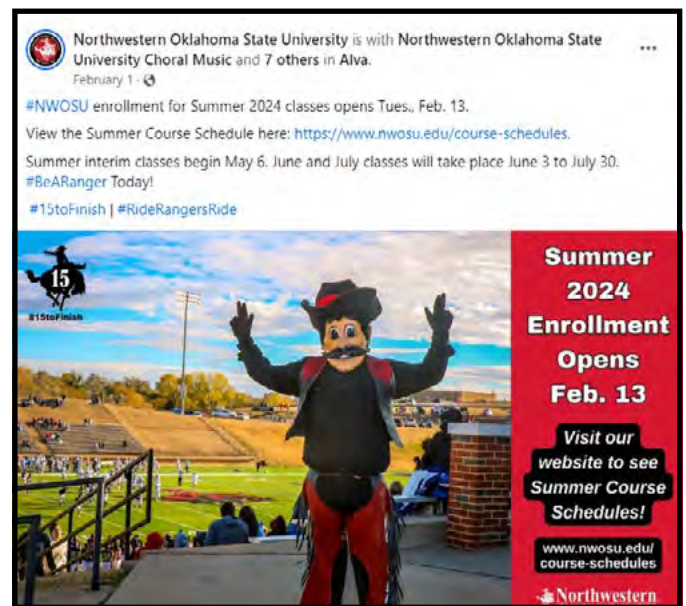 Northwestern Oklahoma State University is with Northwestern Oklahoma State
University Choral Music and 7 others in Alva.
February 1 ·
#NWOSU enrollment for Summer 2024 classes opens Tues., Feb. 13.
View the Summer Course Schedule here: https://www.nwosu.edu/course-schedules.
Summer interim classes begin May 6. June and July classes will take place June 3 to July 30.
#BeARanger Today!
#15toFinish | #RideRangersRide
15
#15toFinish
Summer
2024
Enrollment
Opens
Feb. 13
Visit our
website to see
Summer Course
Schedules!
www.nwosu.edu/
course-schedules
Northwestern